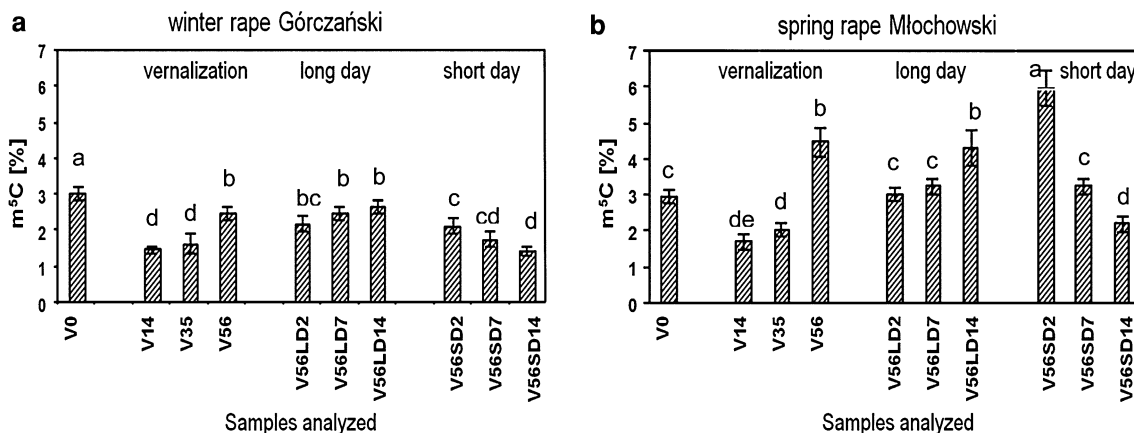 a
winter rape Górczański
7
6
5
4
3
2
1
0
m⁵C [%]
vernalization long day short day
a
d d b
bc b b
c cd d
V0 V14 V35 V56 V56LD2 V56LD7 V56LD14 V56SD2 V56SD7 V56SD14
Samples analyzed
b
spring rape Młochowski
7
6
5
4
3
2
1
0
m⁵C [%]
vernalization long day short day
c
de d b
c c b
a c d
V0 V14 V35 V56 V56LD2 V56LD7 V56LD14 V56SD2 V56SD7 V56SD14
Samples analyzed